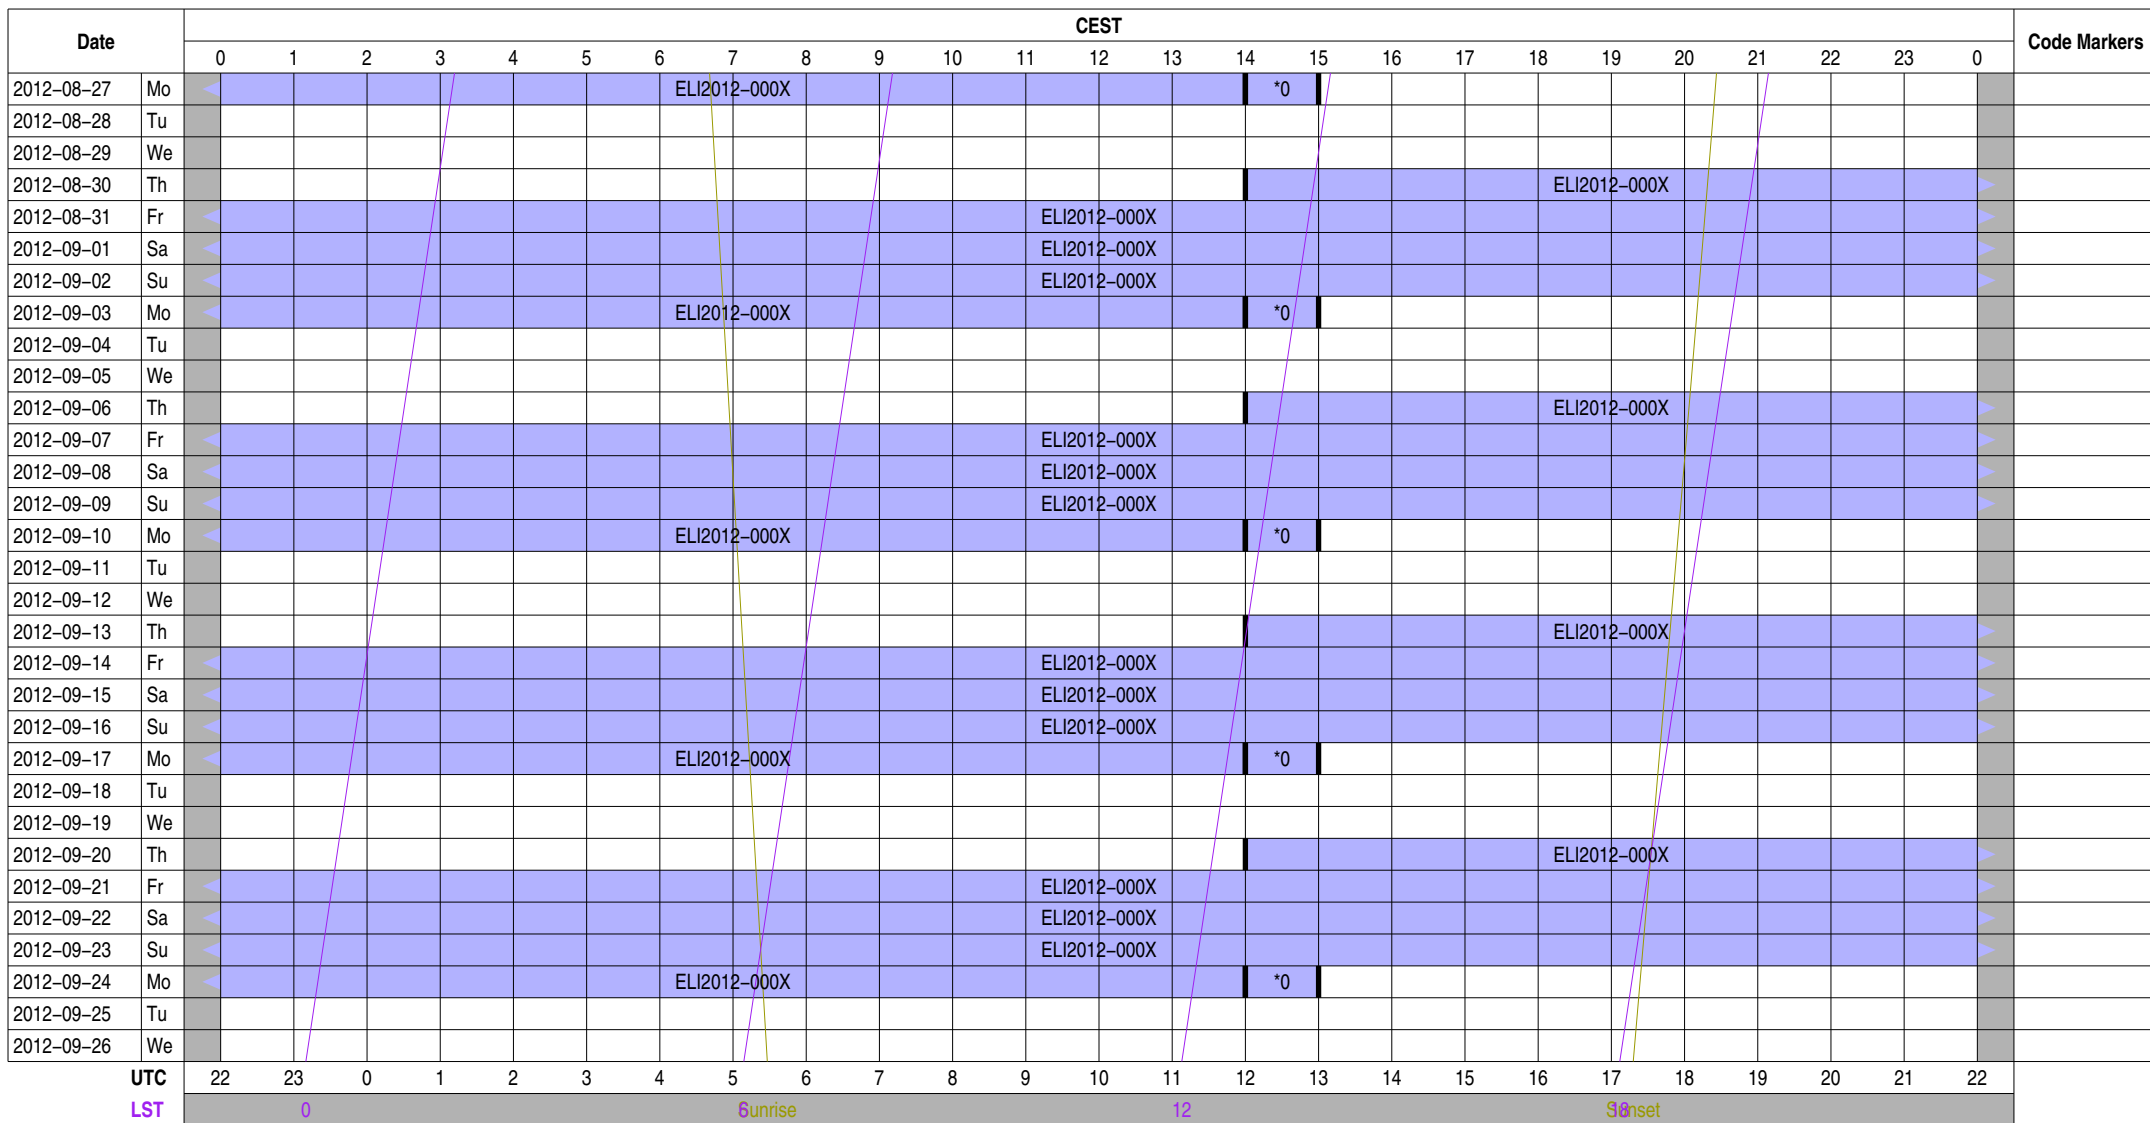 Date CEST Code Markers
0 1 2 3 4 5 6 7 8 9 10 11 12 13 14 15 16 17 18 19 20 21 22 23 0
2012−08−27 Mo ELI2012−000X *0
2012−08−28 Tu
2012−08−29 We
2012−08−30 Th ELI2012−000X
2012−08−31 Fr ELI2012−000X
2012−09−01 Sa ELI2012−000X
2012−09−02 Su ELI2012−000X
2012−09−03 Mo ELI2012−000X *0
2012−09−04 Tu
2012−09−05 We
2012−09−06 Th ELI2012−000X
2012−09−07 Fr ELI2012−000X
2012−09−08 Sa ELI2012−000X
2012−09−09 Su ELI2012−000X
2012−09−10 Mo ELI2012−000X *0
2012−09−11 Tu
2012−09−12 We
2012−09−13 Th ELI2012−000X
2012−09−14 Fr ELI2012−000X
2012−09−15 Sa ELI2012−000X
2012−09−16 Su ELI2012−000X
2012−09−17 Mo ELI2012−000X *0
2012−09−18 Tu
2012−09−19 We
2012−09−20 Th ELI2012−000X
2012−09−21 Fr ELI2012−000X
2012−09−22 Sa ELI2012−000X
2012−09−23 Su ELI2012−000X
2012−09−24 Mo ELI2012−000X *0
2012−09−25 Tu
2012−09−26 We
UTC 22 23 0 1 2 3 4 5 6 7 8 9 10 11 12 13 14 15 16 17 18 19 20 21 22
LST 0 6 Sunrise 12 18 Sunset